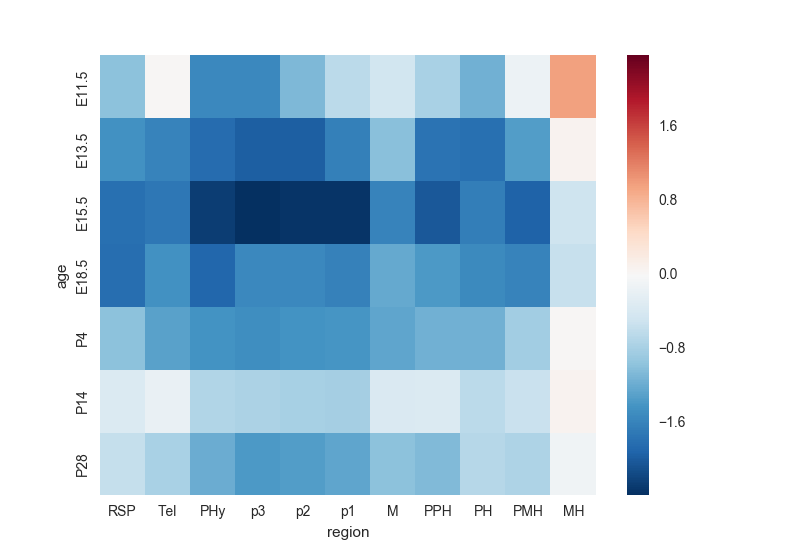 E11.5
E13.5
E15.5
E18.5
P4
P14
P28
age
RSP Tel PHy p3 p2 p1 M PPH PH PMH MH
region
1.6
0.8
0.0
−0.8
−1.6